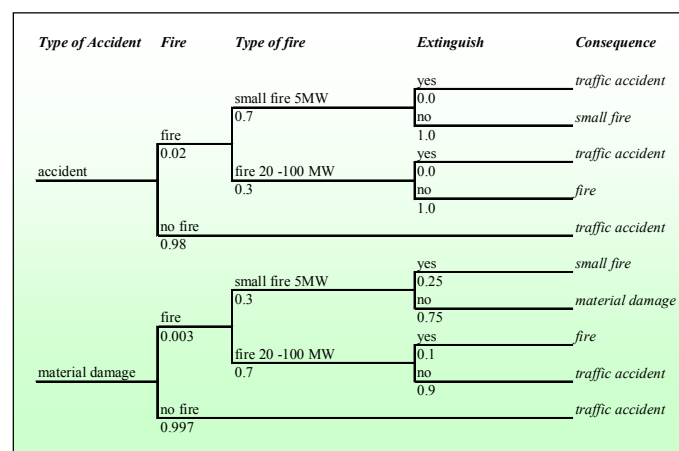 Type of Accident Fire Type of fire Extinguish Consequence
yes traffic accident
small fire 5MW 0.0
0.7 no small fire
fire 1.0
0.02 yes traffic accident
fire 20 -100 MW 0.0
accident 0.3 no fire
1.0
no fire traffic accident
0.98
yes small fire
small fire 5MW 0.25
0.3 no material damage
fire 0.75
0.003 yes fire
fire 20 -100 MW 0.1
material damage 0.7 no traffic accident
0.9
no fire traffic accident
0.997